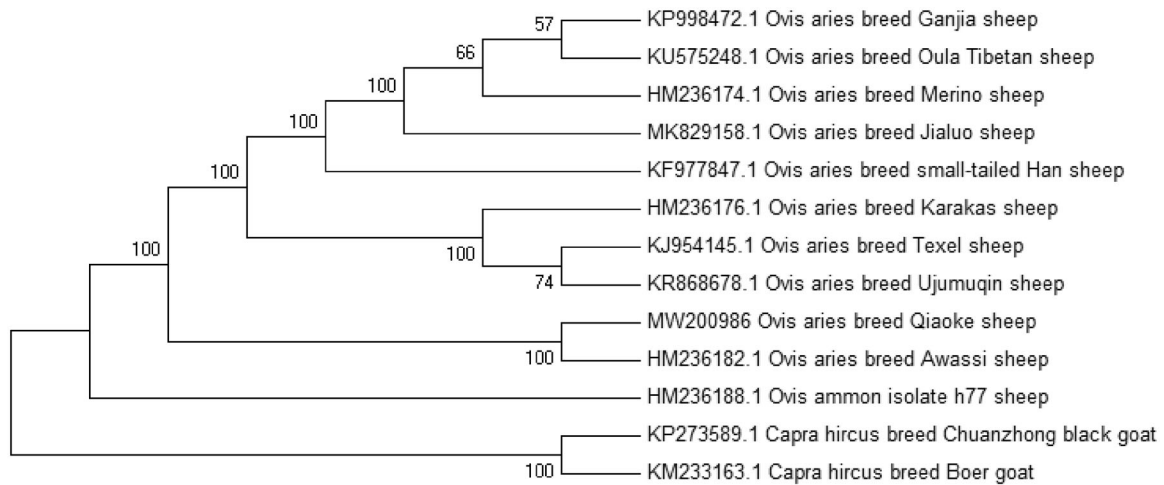 57
KP998472.1 Ovis aries breed Ganjia sheep
66
KU575248.1 Ovis aries breed Oula Tibetan sheep
100
HM236174.1 Ovis aries breed Merino sheep
100
MK829158.1 Ovis aries breed Jialuo sheep
100
KF977847.1 Ovis aries breed small-tailed Han sheep
HM236176.1 Ovis aries breed Karakas sheep
100
100
KJ954145.1 Ovis aries breed Texel sheep
74
KR868678.1 Ovis aries breed Ujumuqin sheep
MW200986 Ovis aries breed Qiaoke sheep
100
HM236182.1 Ovis aries breed Awassi sheep
HM236188.1 Ovis ammon isolate h77 sheep
KP273589.1 Capra hircus breed Chuanzhong black goat
100
KM233163.1 Capra hircus breed Boer goat